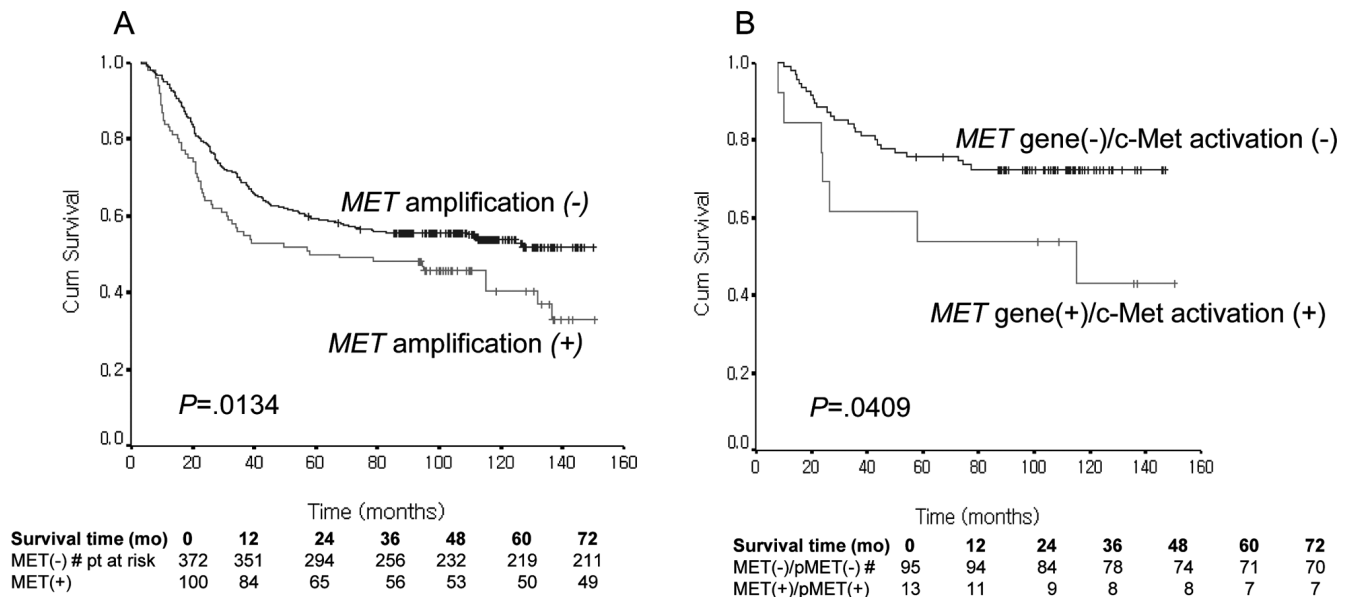 A
1.0
0.8
0.6
0.4
0.2
0.0
Cum Survival
MET amplification (-)
MET amplification (+)
P=.0134
0 20 40 60 80 100 120 140 160
Time (months)
Survival time (mo) 0 12 24 36 48 60 72
MET(-) # pt at risk 372 351 294 256 232 219 211
MET(+) 100 84 65 56 53 50 49
B
1.0
0.8
0.6
0.4
0.2
0.0
Cum Survival
MET gene(-)/c-Met activation (-)
MET gene(+)/c-Met activation (+)
P=.0409
0 20 40 60 80 100 120 140 160
Time (months)
Survival time (mo) 0 12 24 36 48 60 72
MET(-)/pMET(-) # 95 94 84 78 74 71 70
MET(+)/pMET(+) 13 11 9 8 8 7 7